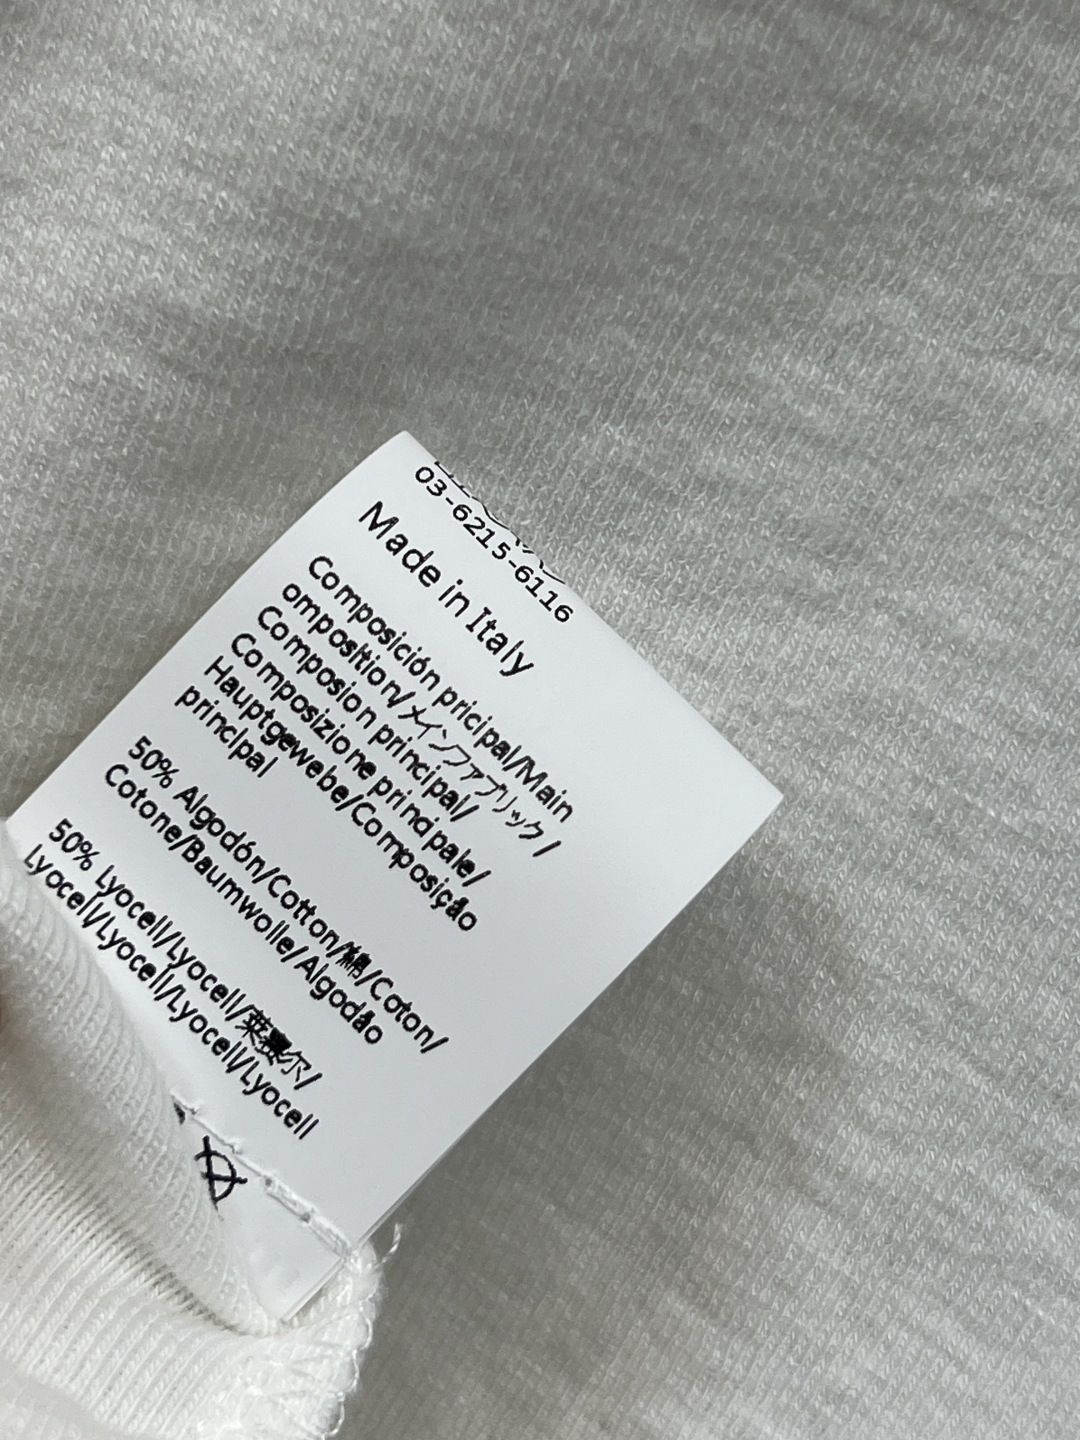 03-6215-6116
Made in Italy
Composición pricipal/Main
omposition/メインファブリック/
Composion principal/
Composizione principale/
Hauptgewebe/Composição
principal
50% Algodón/Cotton/綿/Coton/
Cotone/Baumwolle/Algodão
50% Lyocell/Lyocell/莱赛尔/
Lyocell/Lyocell/Lyocell/Lyocell